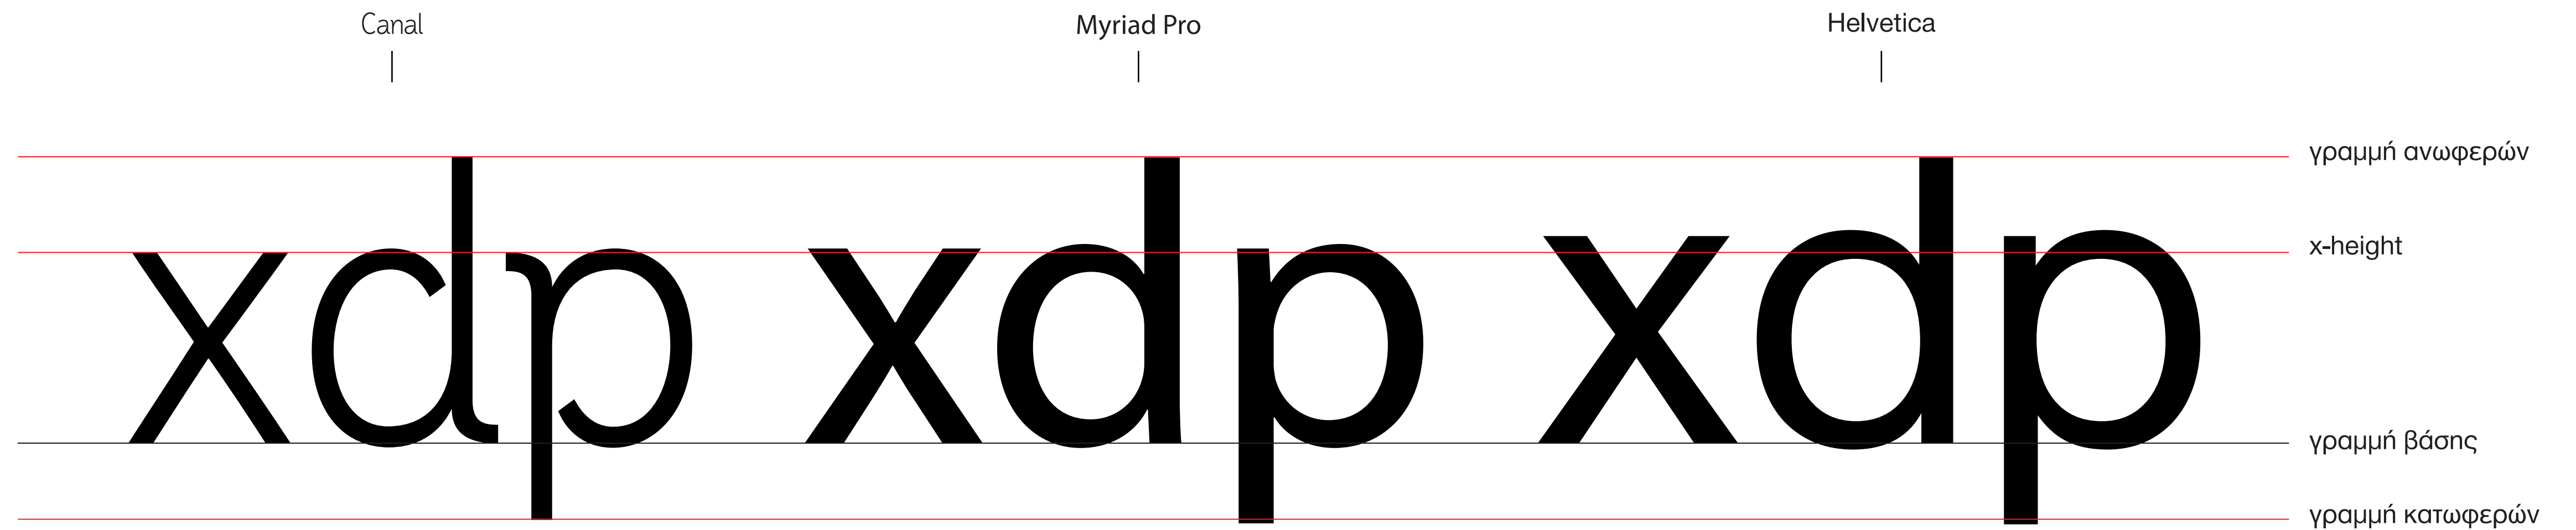 Canal
Myriad Pro
Helvetica
γραμμή ανωφερών
x-height
xdp xdp xdp
γραμμή βάσης
γραμμή κατωφερών